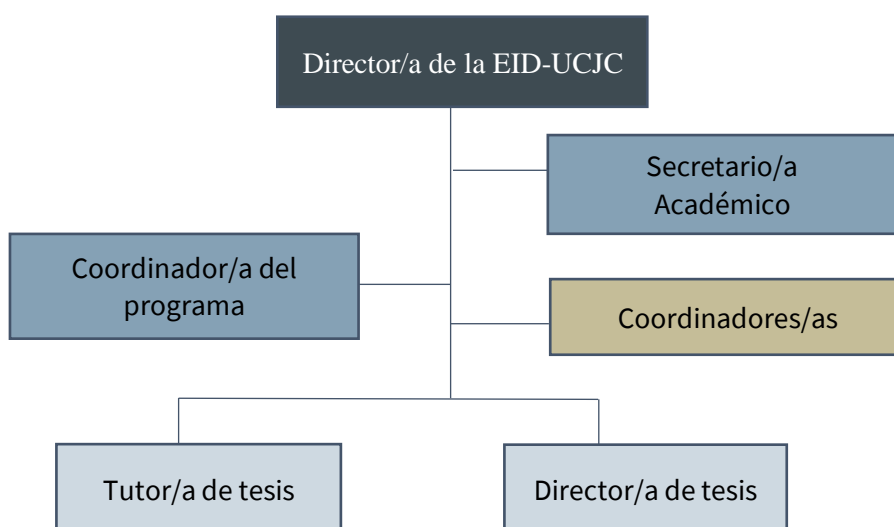 Director/a de la EID-UCJC
Secretario/a
Académico
Coordinador/a del
programa
Coordinadores/as
Tutor/a de tesis
Director/a de tesis